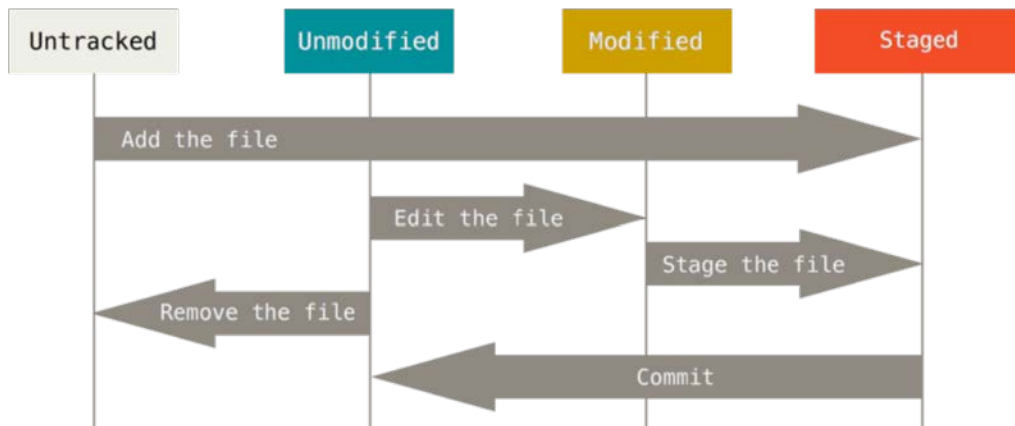 Untracked
Unmodified
Modified
Staged
Add the file
Edit the file
Stage the file
Remove the file
Commit